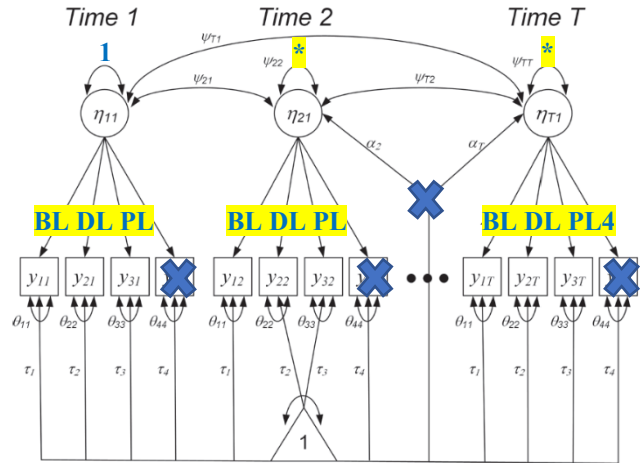 Time 1 Time 2 Time T
1 * *
ψT1
ψ21 ψ22 ψT2 ψTT
η11 η21 ηT1
α2 αT
BL DL PL BL DL PL BL DL PL4
y11 y21 y31 y12 y22 y32 y1T y2T y3T
θ11 θ22 θ33 θ44 θ11 θ22 θ33 θ44 θ11 θ22 θ33 θ44
τ1 τ2 τ3 τ4 τ1 τ2 τ3 τ4 τ1 τ2 τ3 τ4
1